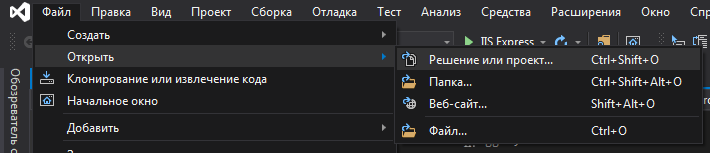 Файл Правка Вид Проект Сборка Отладка Тест Анализ Средства Расширения Окно
Создать IIS Express
Открыть Решение или проект... Ctrl+Shift+O
Клонирование или извлечение кода Папка... Ctrl+Shift+Alt+O
Начальное окно Веб-сайт... Shift+Alt+O
Добавить Файл... Ctrl+O
Обозреватель